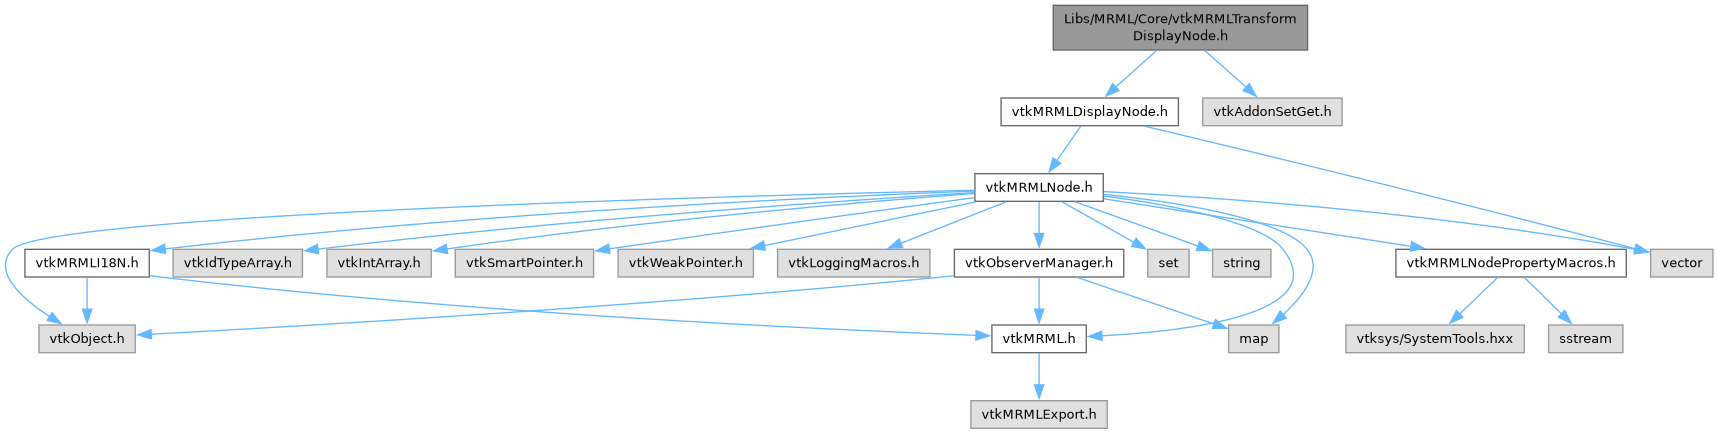 Libs/MRML/Core/vtkMRMLTransform
DisplayNode.h
vtkMRMLDisplayNode.h
vtkAddonSetGet.h
vtkMRMLNode.h
vtkMRMLI18N.h
vtkIdTypeArray.h
vtkIntArray.h
vtkSmartPointer.h
vtkWeakPointer.h
vtkLoggingMacros.h
vtkObserverManager.h
set
string
vtkMRMLNodePropertyMacros.h
vector
vtkObject.h
vtkMRML.h
map
vtksys/SystemTools.hxx
sstream
vtkMRMLExport.h